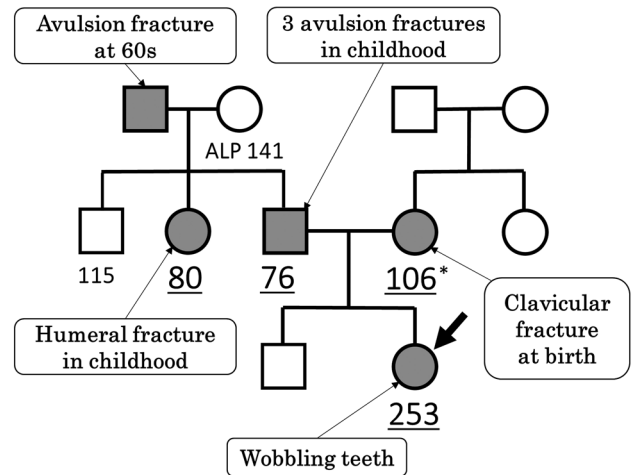 Avulsion fracture
at 60s
3 avulsion fractures
in childhood
ALP 141
115
80
76
106*
Humeral fracture
in childhood
Clavicular
fracture
at birth
253
Wobbling teeth